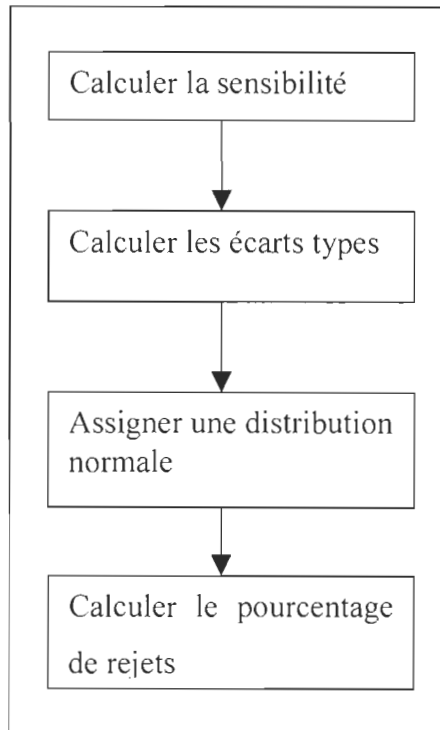 Calculer la sensibilité
Calculer les écarts types
Assigner une distribution
normale
Calculer le pourcentage
de rejets